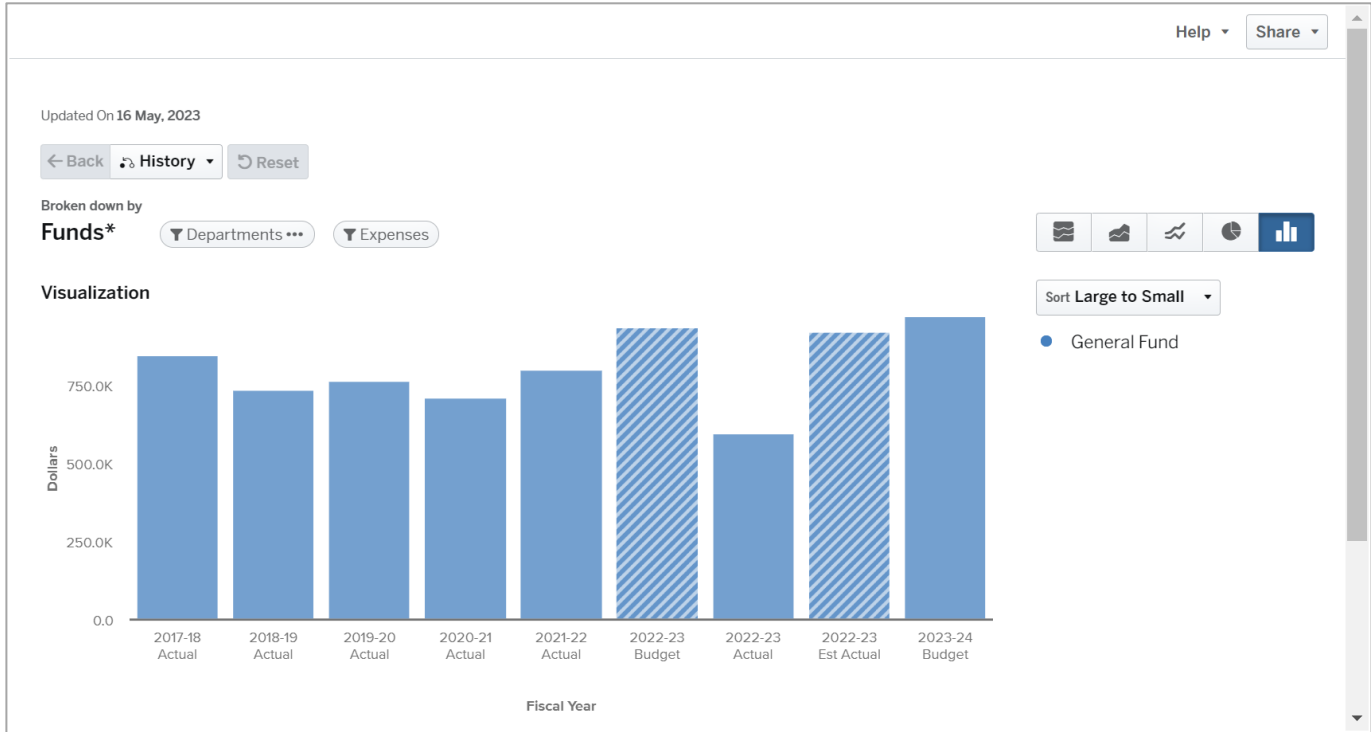 Help Share
Updated On 16 May, 2023
Back History Reset
Broken down by
Funds* Departments ••• Expenses
Visualization
Sort Large to Small
General Fund
Dollars
750.0K
500.0K
250.0K
0.0
2017-18 2018-19 2019-20 2020-21 2021-22 2022-23 2022-23 2022-23 2023-24
Actual Actual Actual Actual Actual Budget Actual Est Actual Budget
Fiscal Year